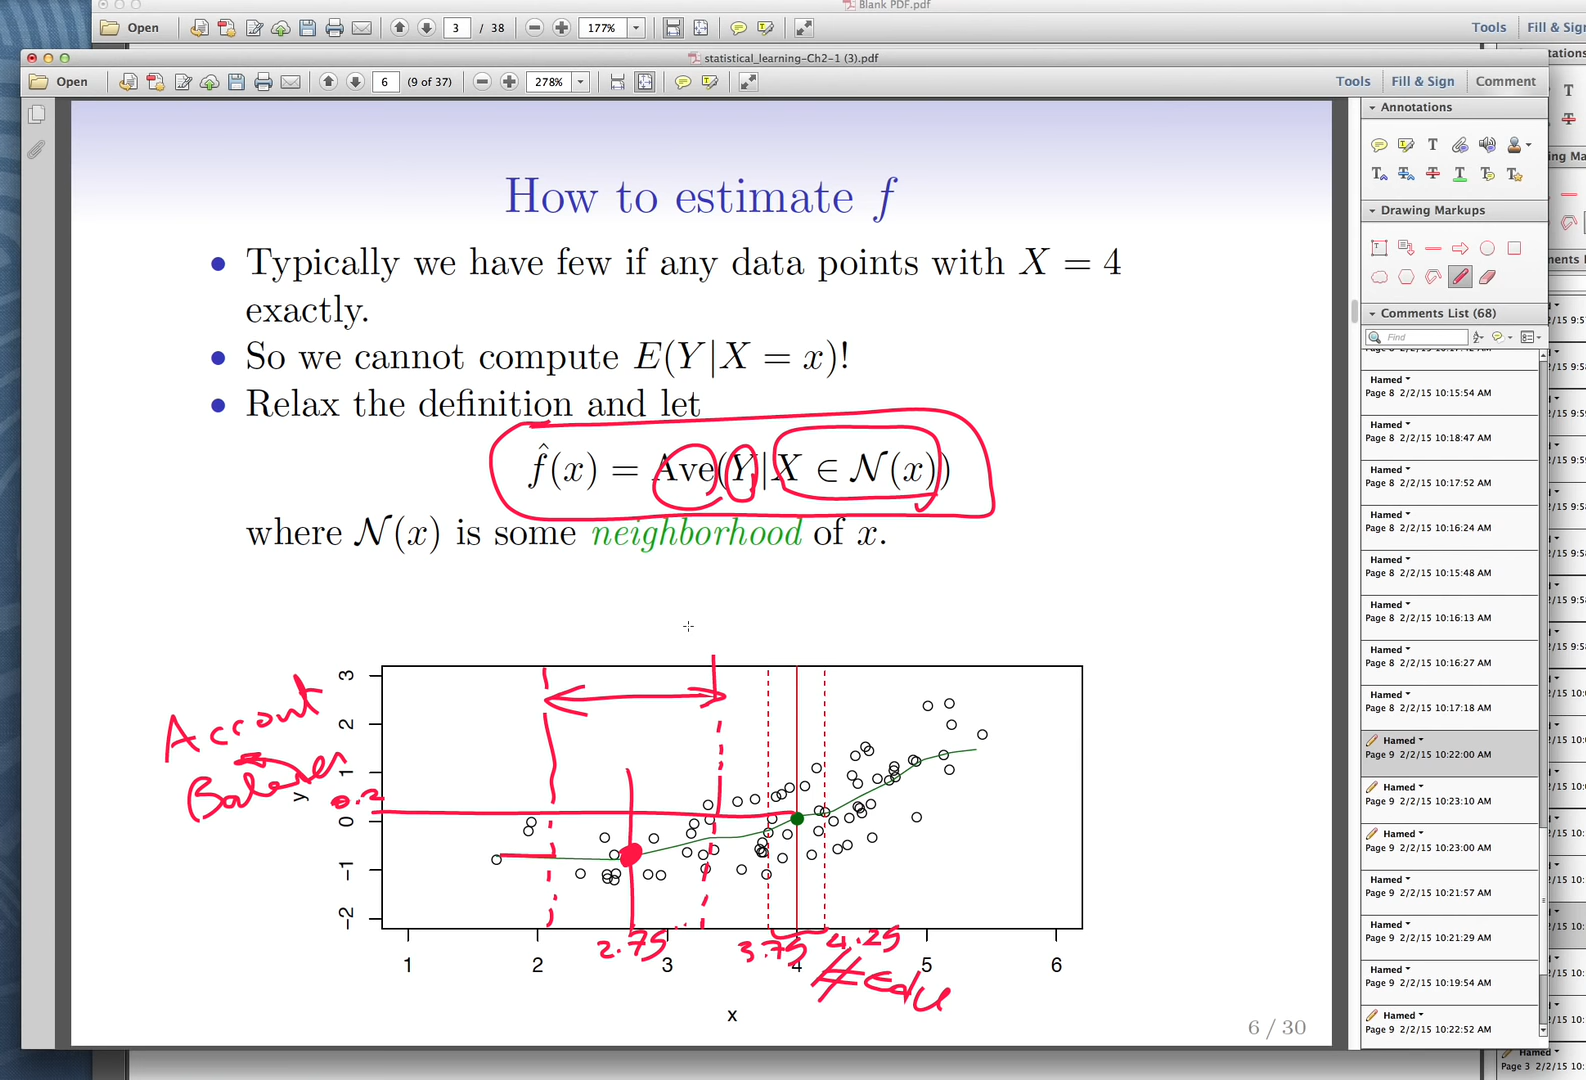 Blank PDF.pdf
Open 3 / 38 177% Tools Fill & Sign
statistical_learning-Ch2-1 (3).pdf
Open 6 (9 of 37) 278% Tools Fill & Sign Comment
How to estimate f
• Typically we have few if any data points with X = 4
exactly.
• So we cannot compute E(Y|X = x)!
• Relax the definition and let
f̂(x) = Ave(Y|X ∈ N(x))
where N(x) is some neighborhood of x.
Account
Balance
0.2
y
3
2
1
0
−1
−2
2.75 3.75 4.25
1 2 3 4 5 6
#Edu
x
6 / 30
Annotations
Drawing Markups
Comments List (68)
Find
Hamed
Page 8 2/2/15 10:15:54 AM
Hamed
Page 8 2/2/15 10:18:47 AM
Hamed
Page 8 2/2/15 10:17:52 AM
Hamed
Page 8 2/2/15 10:16:24 AM
Hamed
Page 8 2/2/15 10:15:48 AM
Hamed
Page 8 2/2/15 10:16:13 AM
Hamed
Page 8 2/2/15 10:16:27 AM
Hamed
Page 8 2/2/15 10:17:18 AM
Hamed
Page 9 2/2/15 10:22:00 AM
Hamed
Page 9 2/2/15 10:23:10 AM
Hamed
Page 9 2/2/15 10:23:00 AM
Hamed
Page 9 2/2/15 10:21:57 AM
Hamed
Page 9 2/2/15 10:21:29 AM
Hamed
Page 9 2/2/15 10:19:54 AM
Hamed
Page 9 2/2/15 10:22:52 AM
Hamed
Page 3 2/2/15 10: